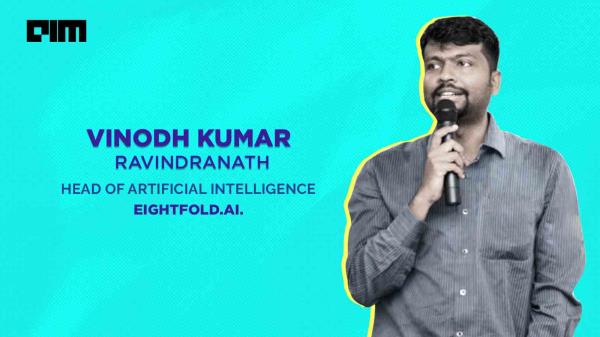 AIM
VINODH KUMAR
RAVINDRANATH
HEAD OF ARTIFICIAL INTELLIGENCE
EIGHTFOLD.AI.